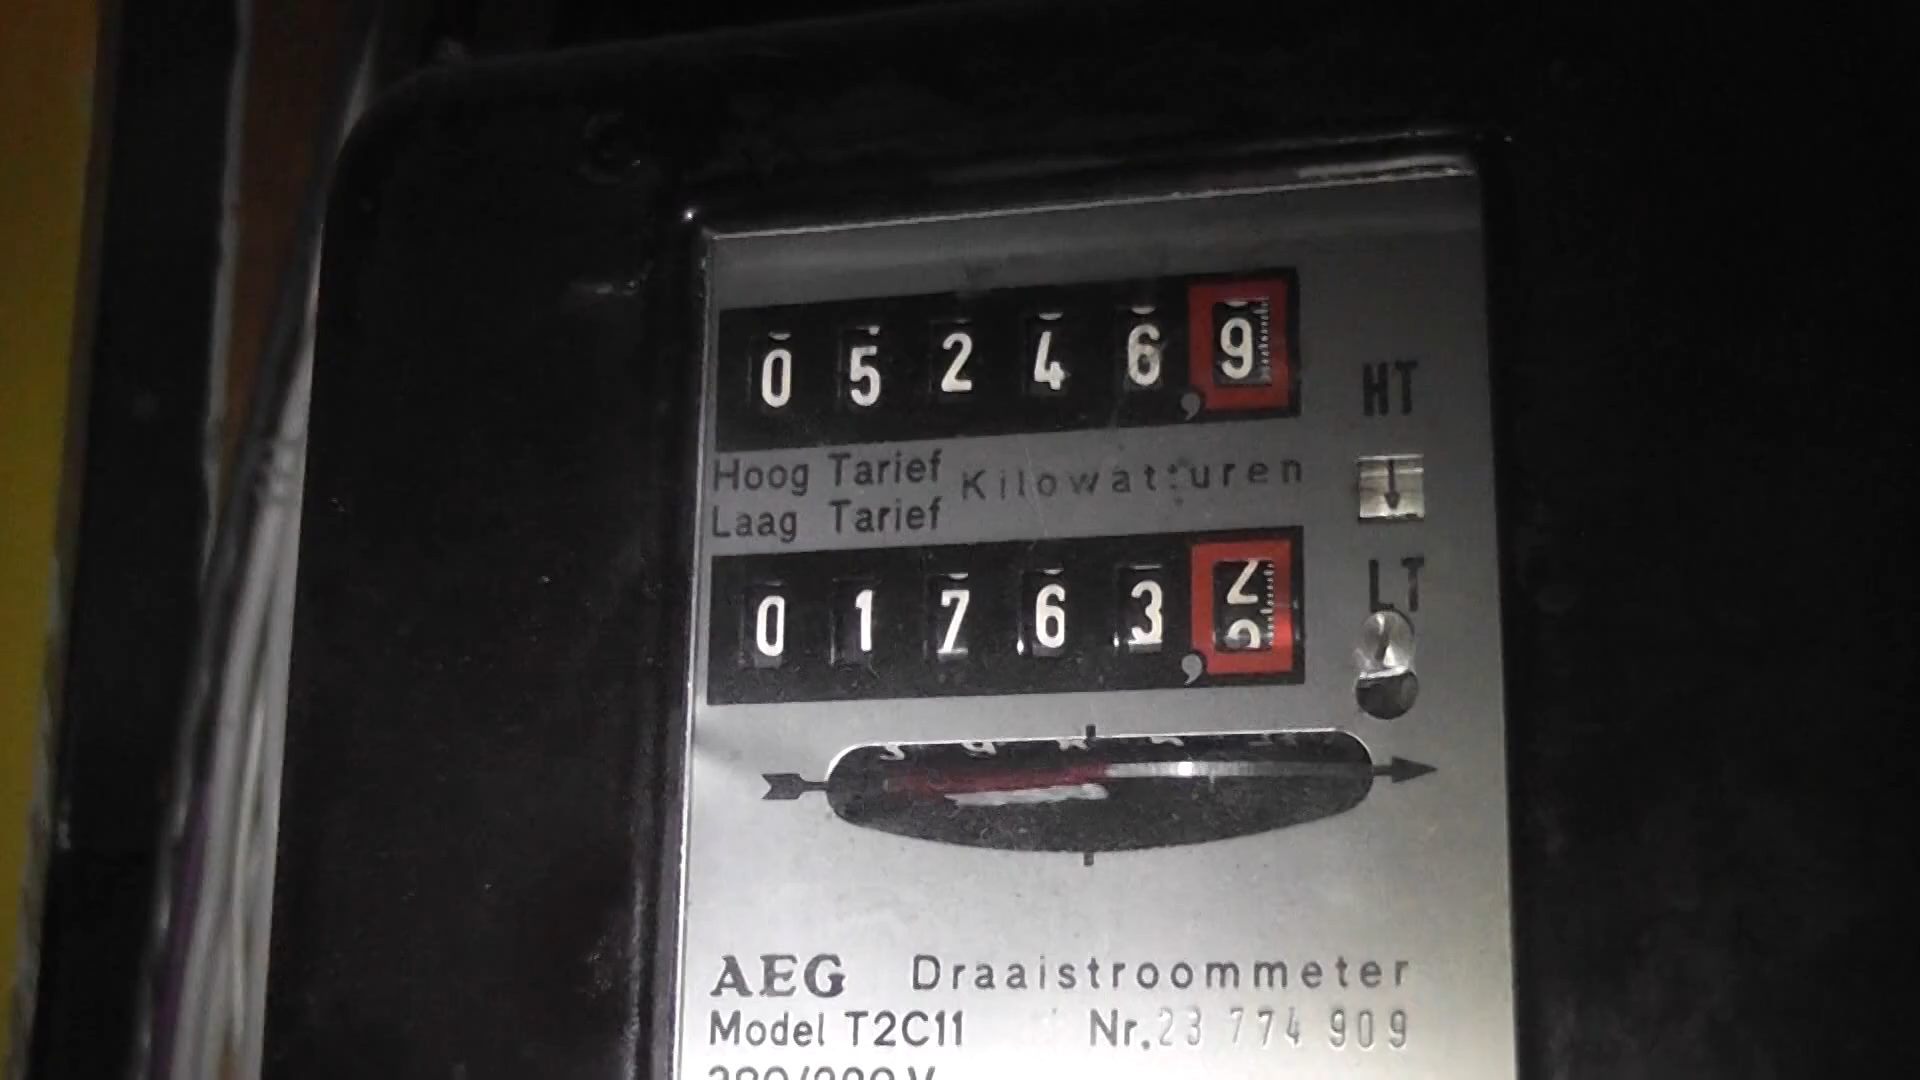 05246,9
HT
Hoog Tarief Kilowatturen
Laag Tarief
LT
01763,
AEG Draaistroommeter
Model T2C11 Nr. 23 774 909